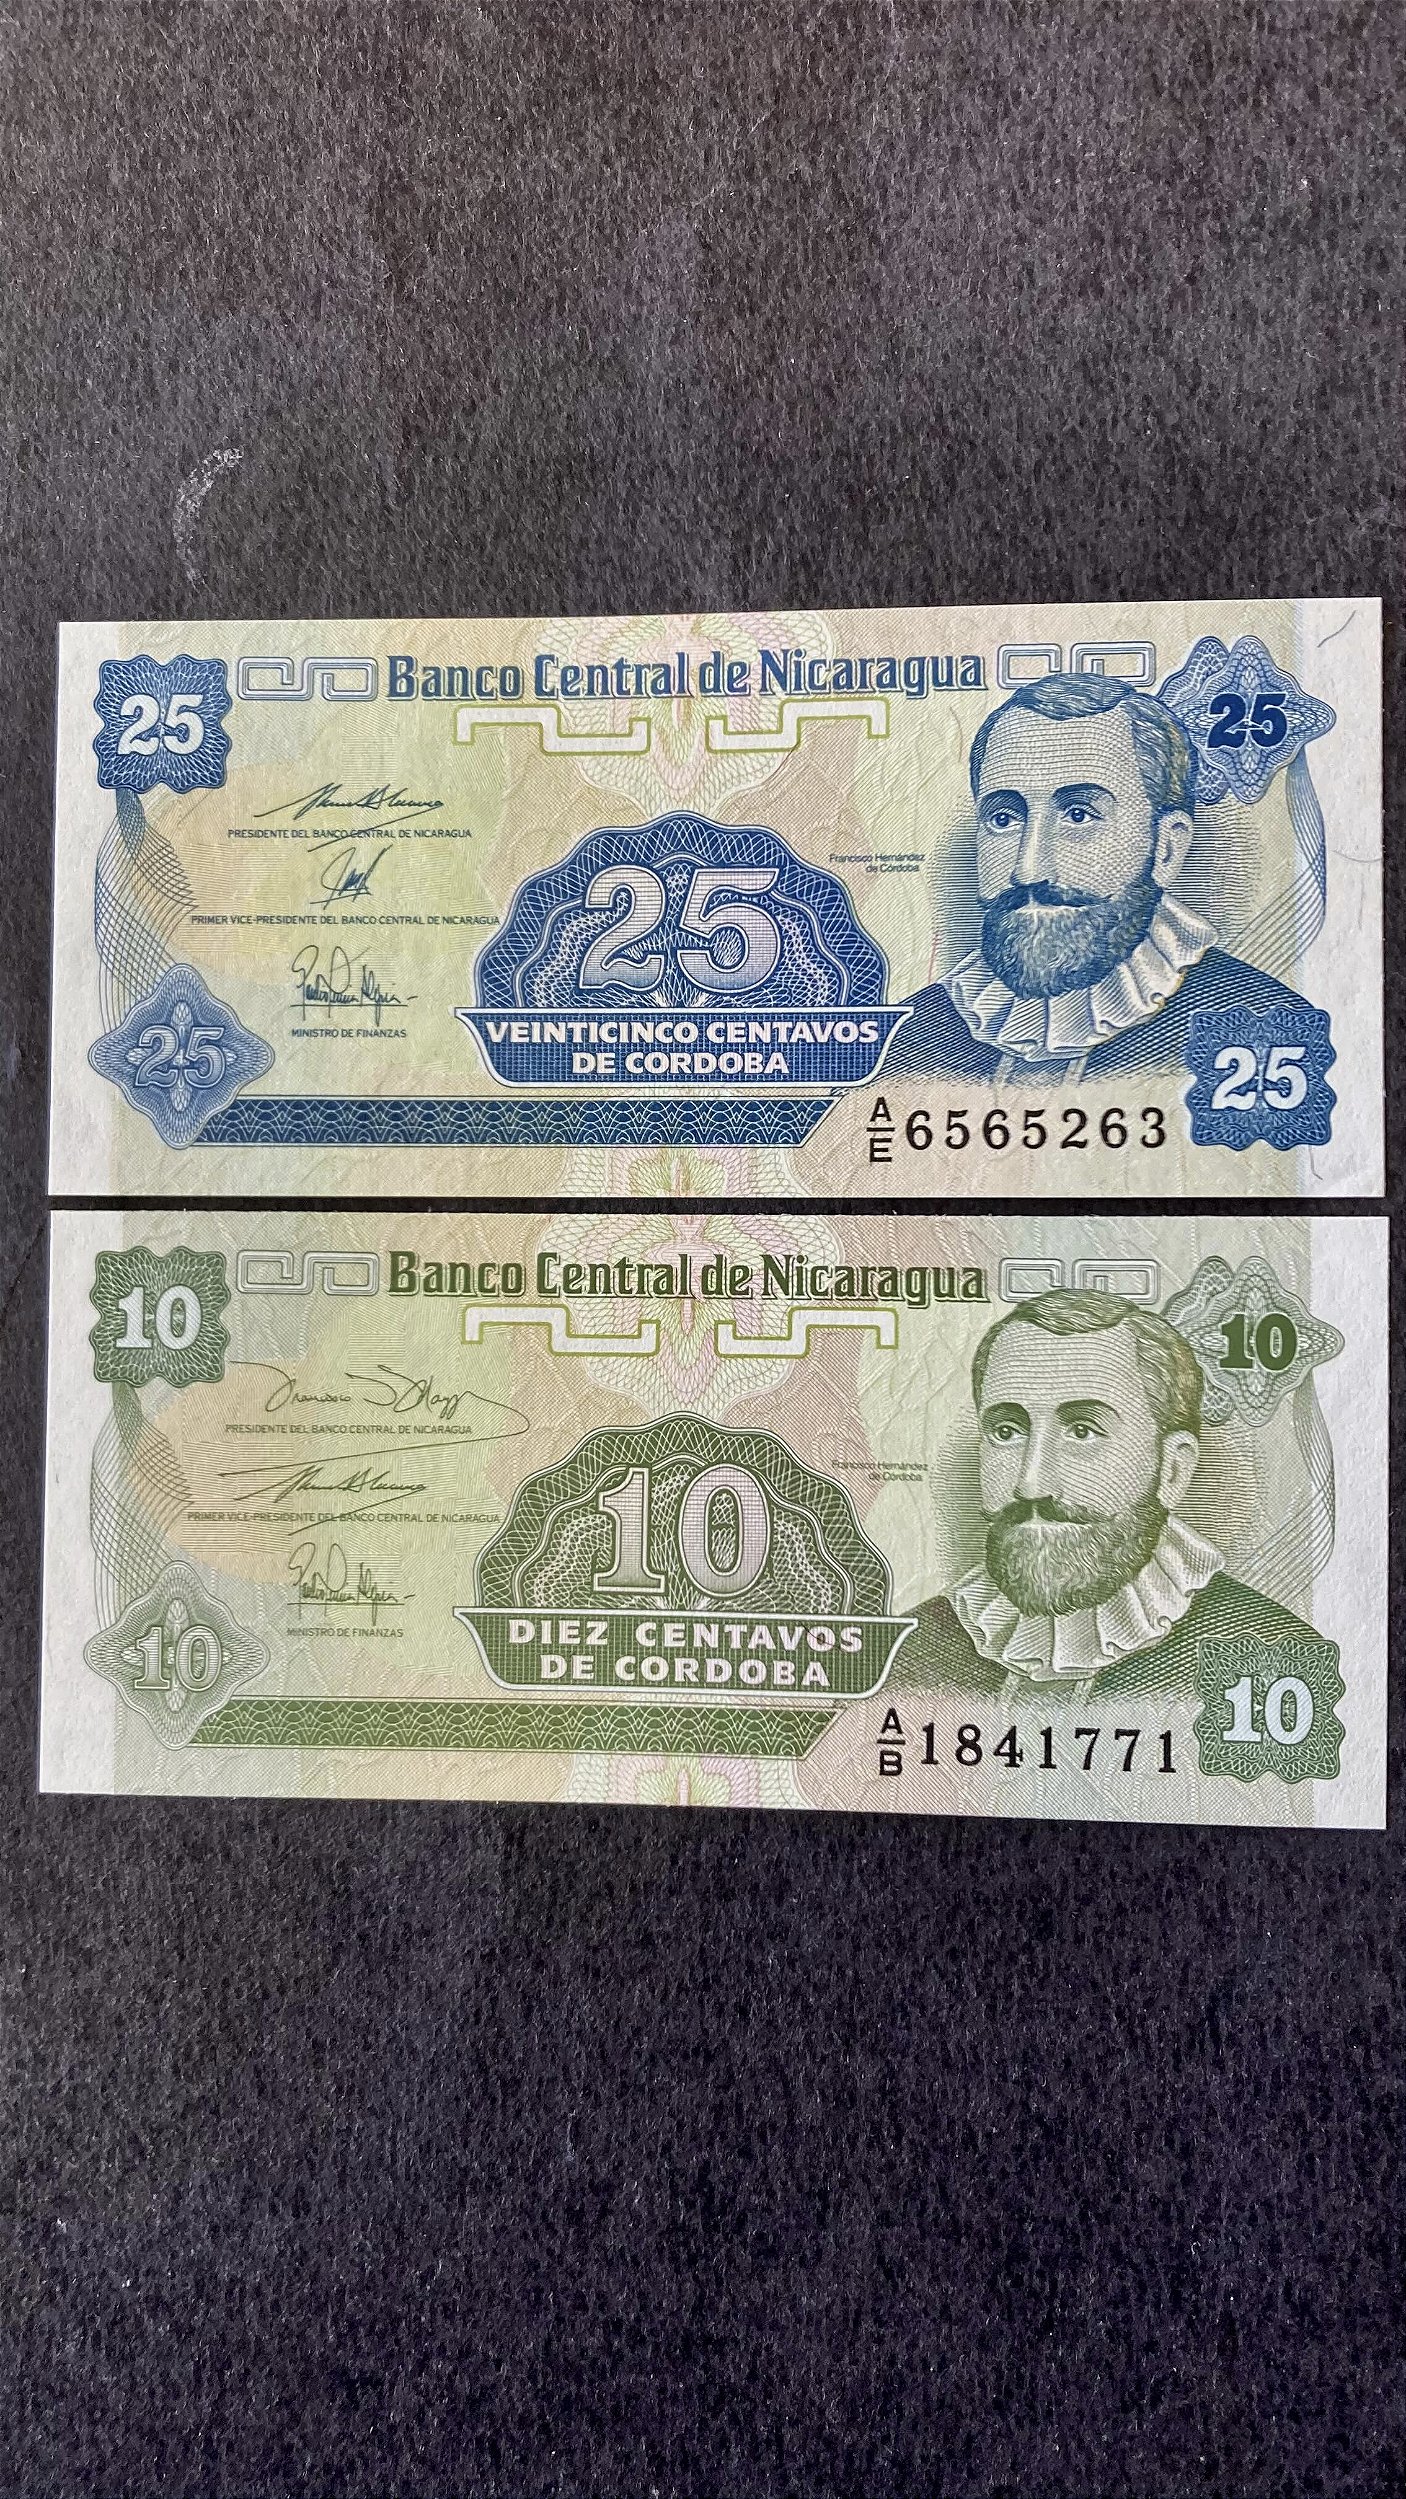 25
Banco Central de Nicaragua
25
PRESIDENTE DEL BANCO CENTRAL DE NICARAGUA
Francisco Hernández
de Córdoba
25
PRIMER VICE-PRESIDENTE DEL BANCO CENTRAL DE NICARAGUA
MINISTRO DE FINANZAS
VEINTICINCO CENTAVOS
DE CORDOBA
25
25
A/E 6565263
10
Banco Central de Nicaragua
10
PRESIDENTE DEL BANCO CENTRAL DE NICARAGUA
Francisco Hernández
de Córdoba
10
PRIMER VICE-PRESIDENTE DEL BANCO CENTRAL DE NICARAGUA
MINISTRO DE FINANZAS
DIEZ CENTAVOS
DE CORDOBA
10
10
A/B 1841771